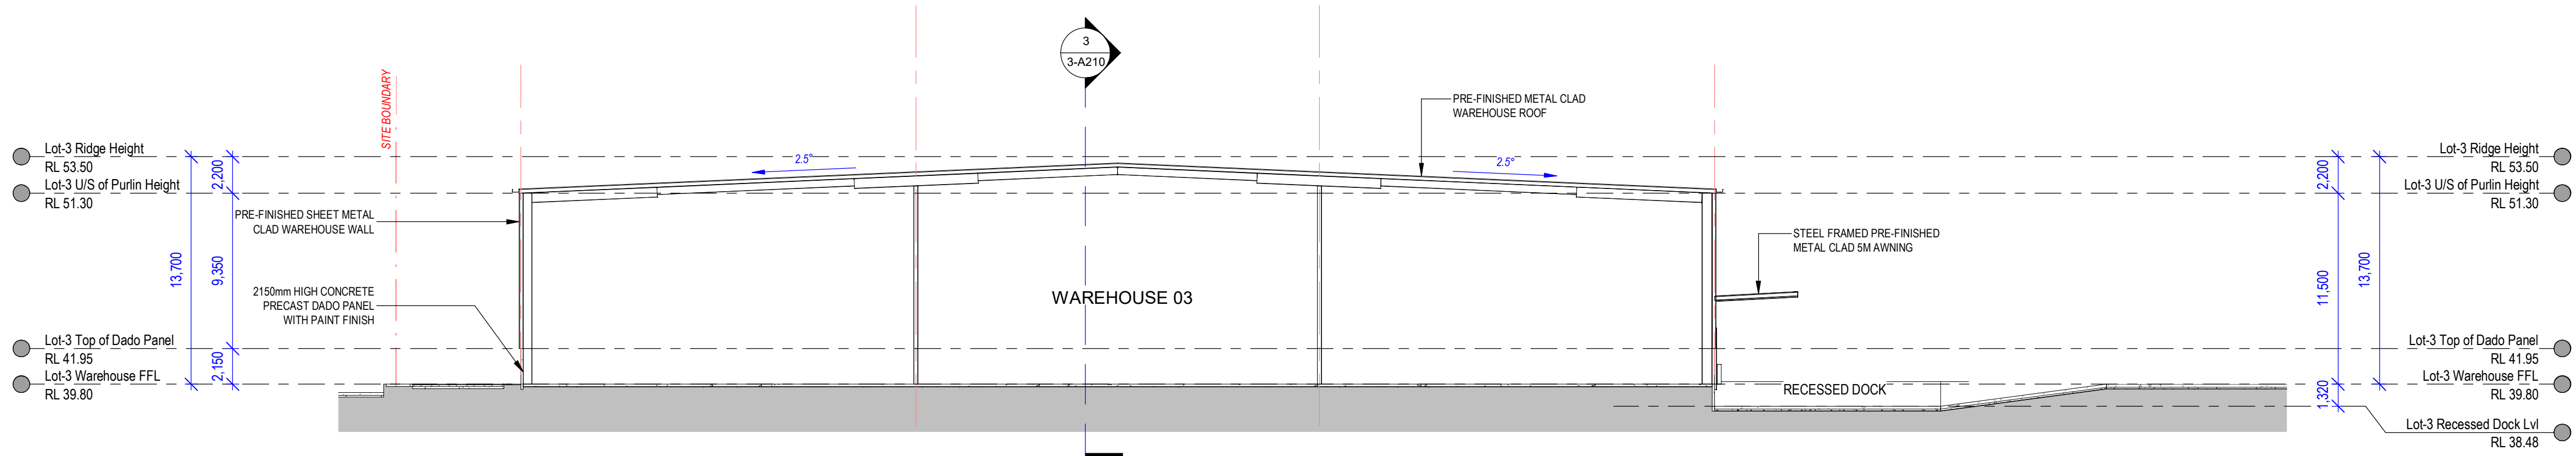 3
3-A210
SITE BOUNDARY
PRE-FINISHED METAL CLAD
WAREHOUSE ROOF
Lot-3 Ridge Height
RL 53.50
Lot-3 U/S of Purlin Height
RL 51.30
2,200
2.5°
2.5°
2,200
Lot-3 Ridge Height
RL 53.50
Lot-3 U/S of Purlin Height
RL 51.30
PRE-FINISHED SHEET METAL
CLAD WAREHOUSE WALL
STEEL FRAMED PRE-FINISHED
METAL CLAD 5M AWNING
13,700
9,350
2150mm HIGH CONCRETE
PRECAST DADO PANEL
WITH PAINT FINISH
WAREHOUSE 03
11,500
13,700
Lot-3 Top of Dado Panel
RL 41.95
Lot-3 Warehouse FFL
RL 39.80
2,150
RECESSED DOCK
1,320
Lot-3 Top of Dado Panel
RL 41.95
Lot-3 Warehouse FFL
RL 39.80
Lot-3 Recessed Dock Lvl
RL 38.48